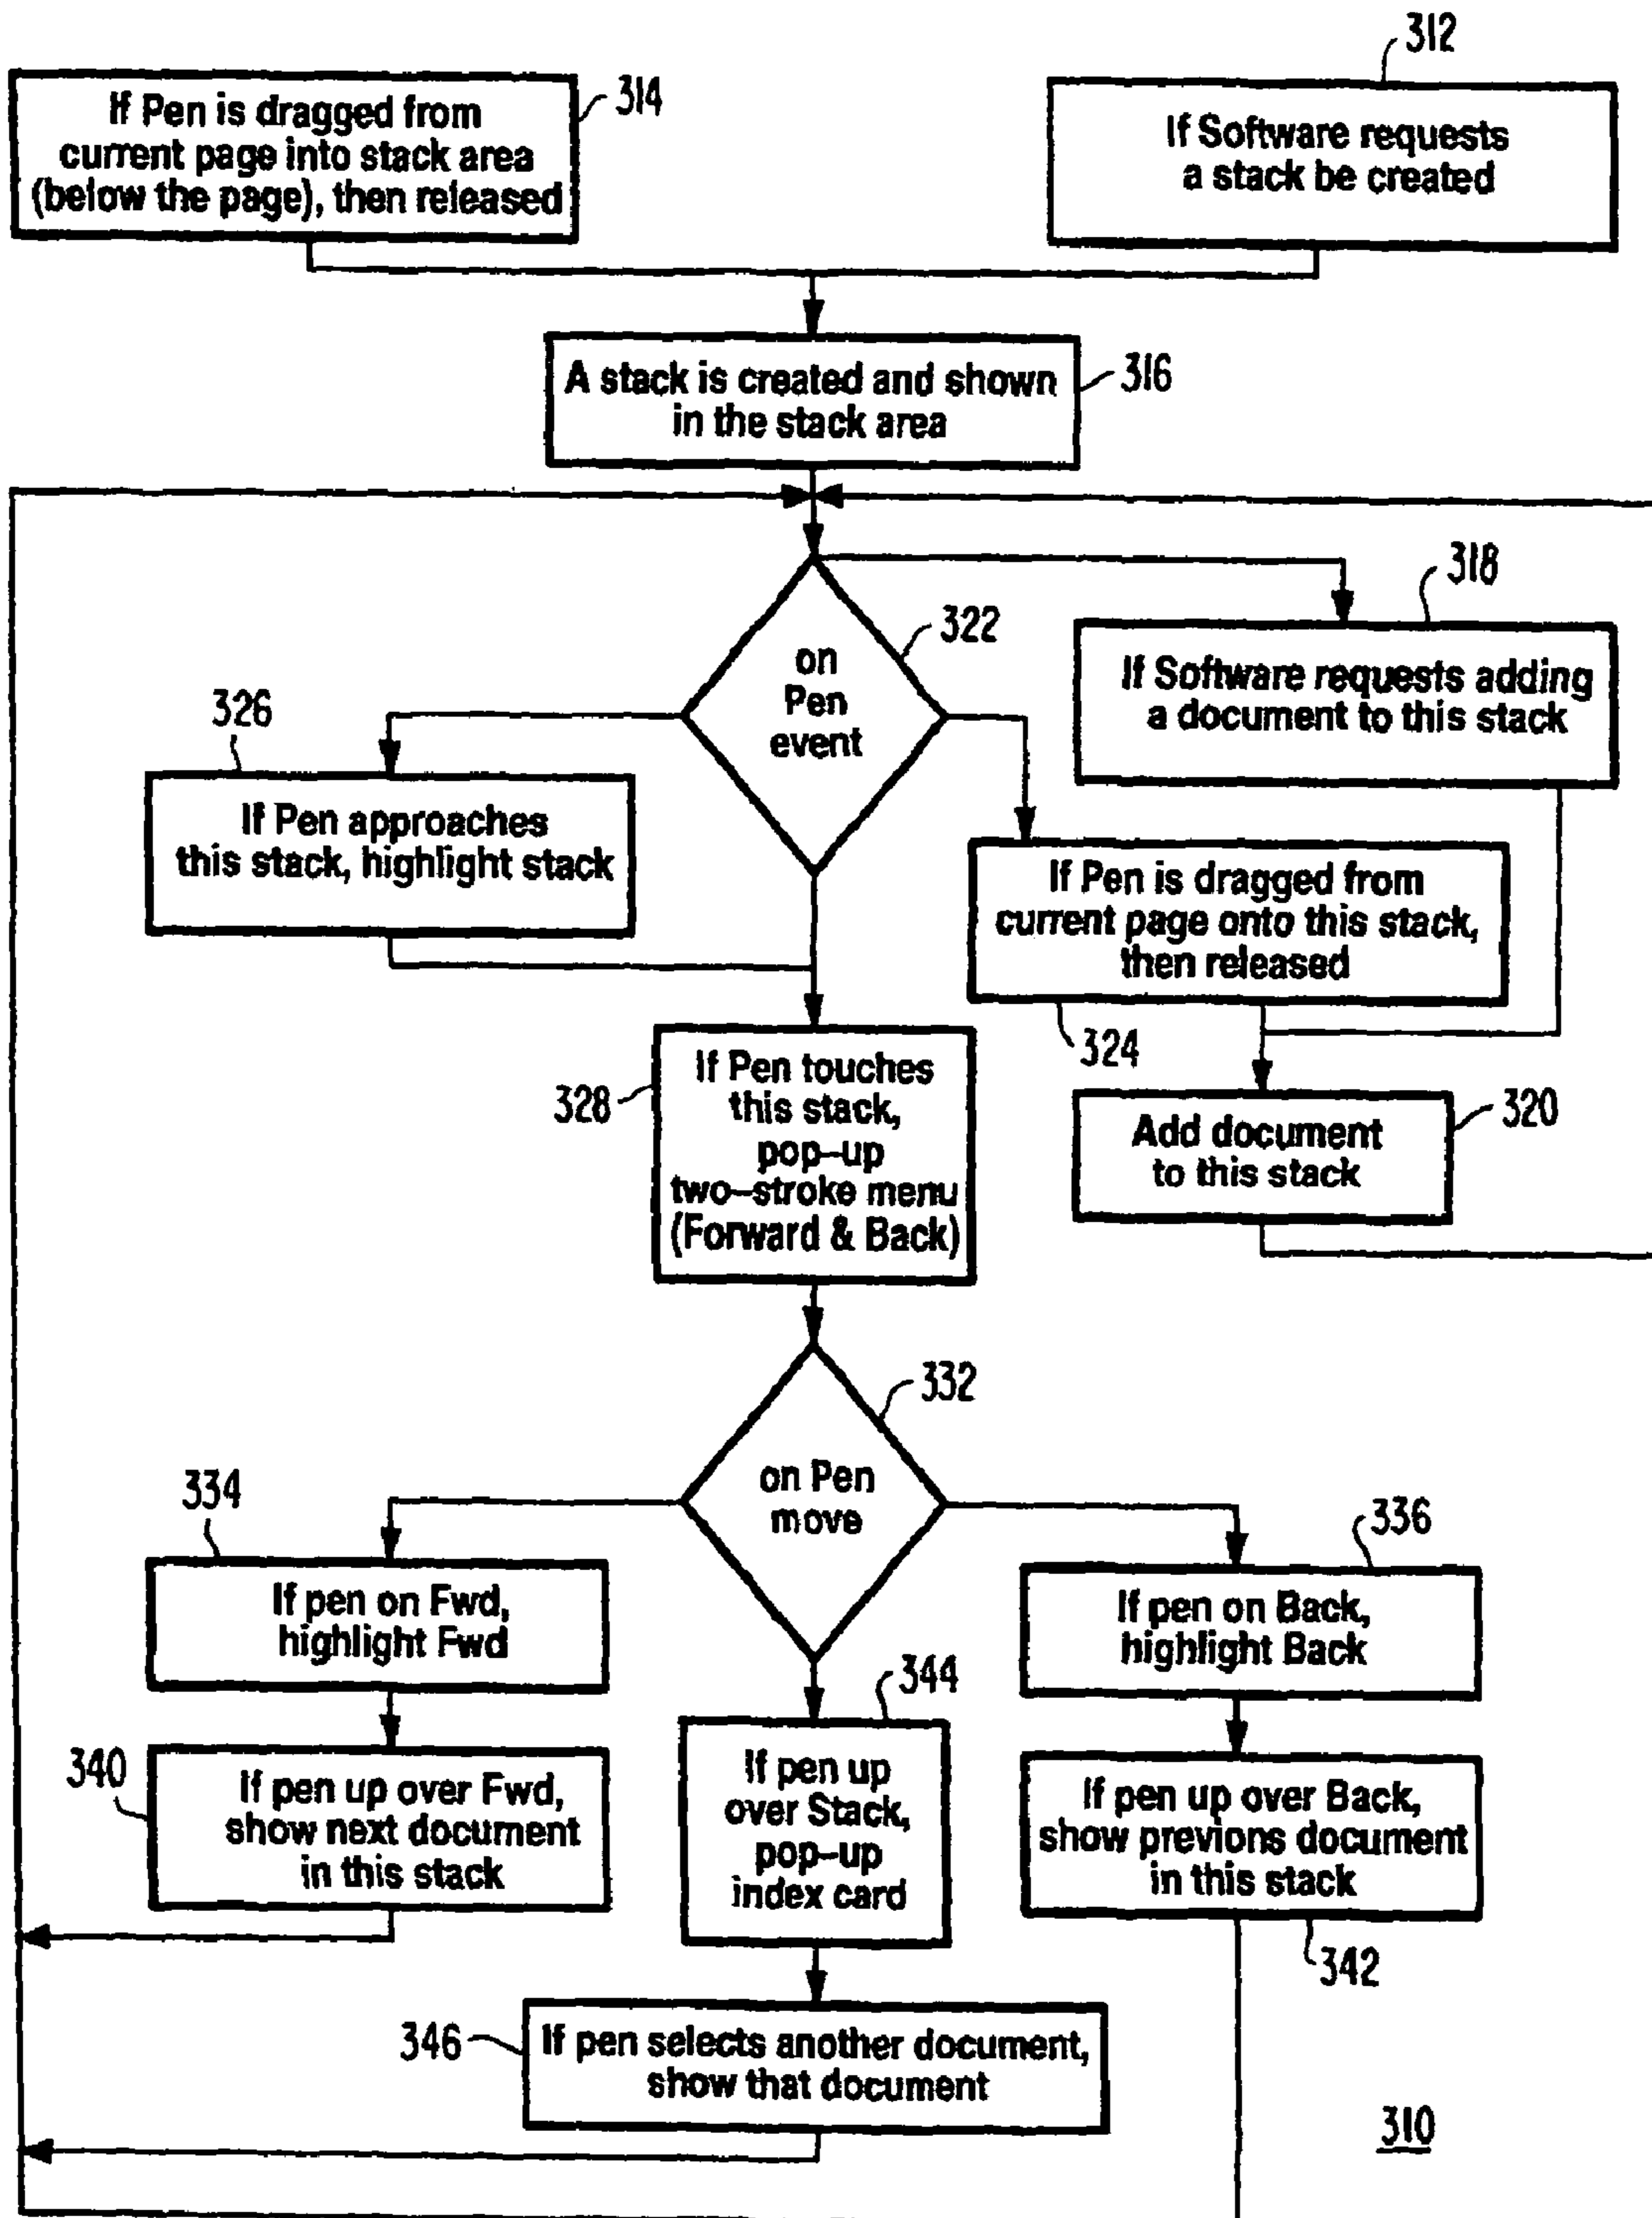 312
314
If Pen is dragged from
current page into stack area
(below the page), then released
If Software requests
a stack be created
A stack is created and shown
in the stack area
316
318
322
on
Pen
event
If Software requests adding
a document to this stack
326
If Pen approaches
this stack, highlight stack
If Pen is dragged from
current page onto this stack,
then released
324
328
If Pen touches
this stack,
pop-up
two-stroke menu
(Forward & Back)
320
Add document
to this stack
332
on Pen
move
334
336
If pen on Fwd,
highlight Fwd
If pen on Back,
highlight Back
344
340
If pen up over Fwd,
show next document
in this stack
If pen up
over Stack,
pop-up
index card
If pen up over Back,
show previons document
in this stack
342
346
If pen selects another document,
show that document
310